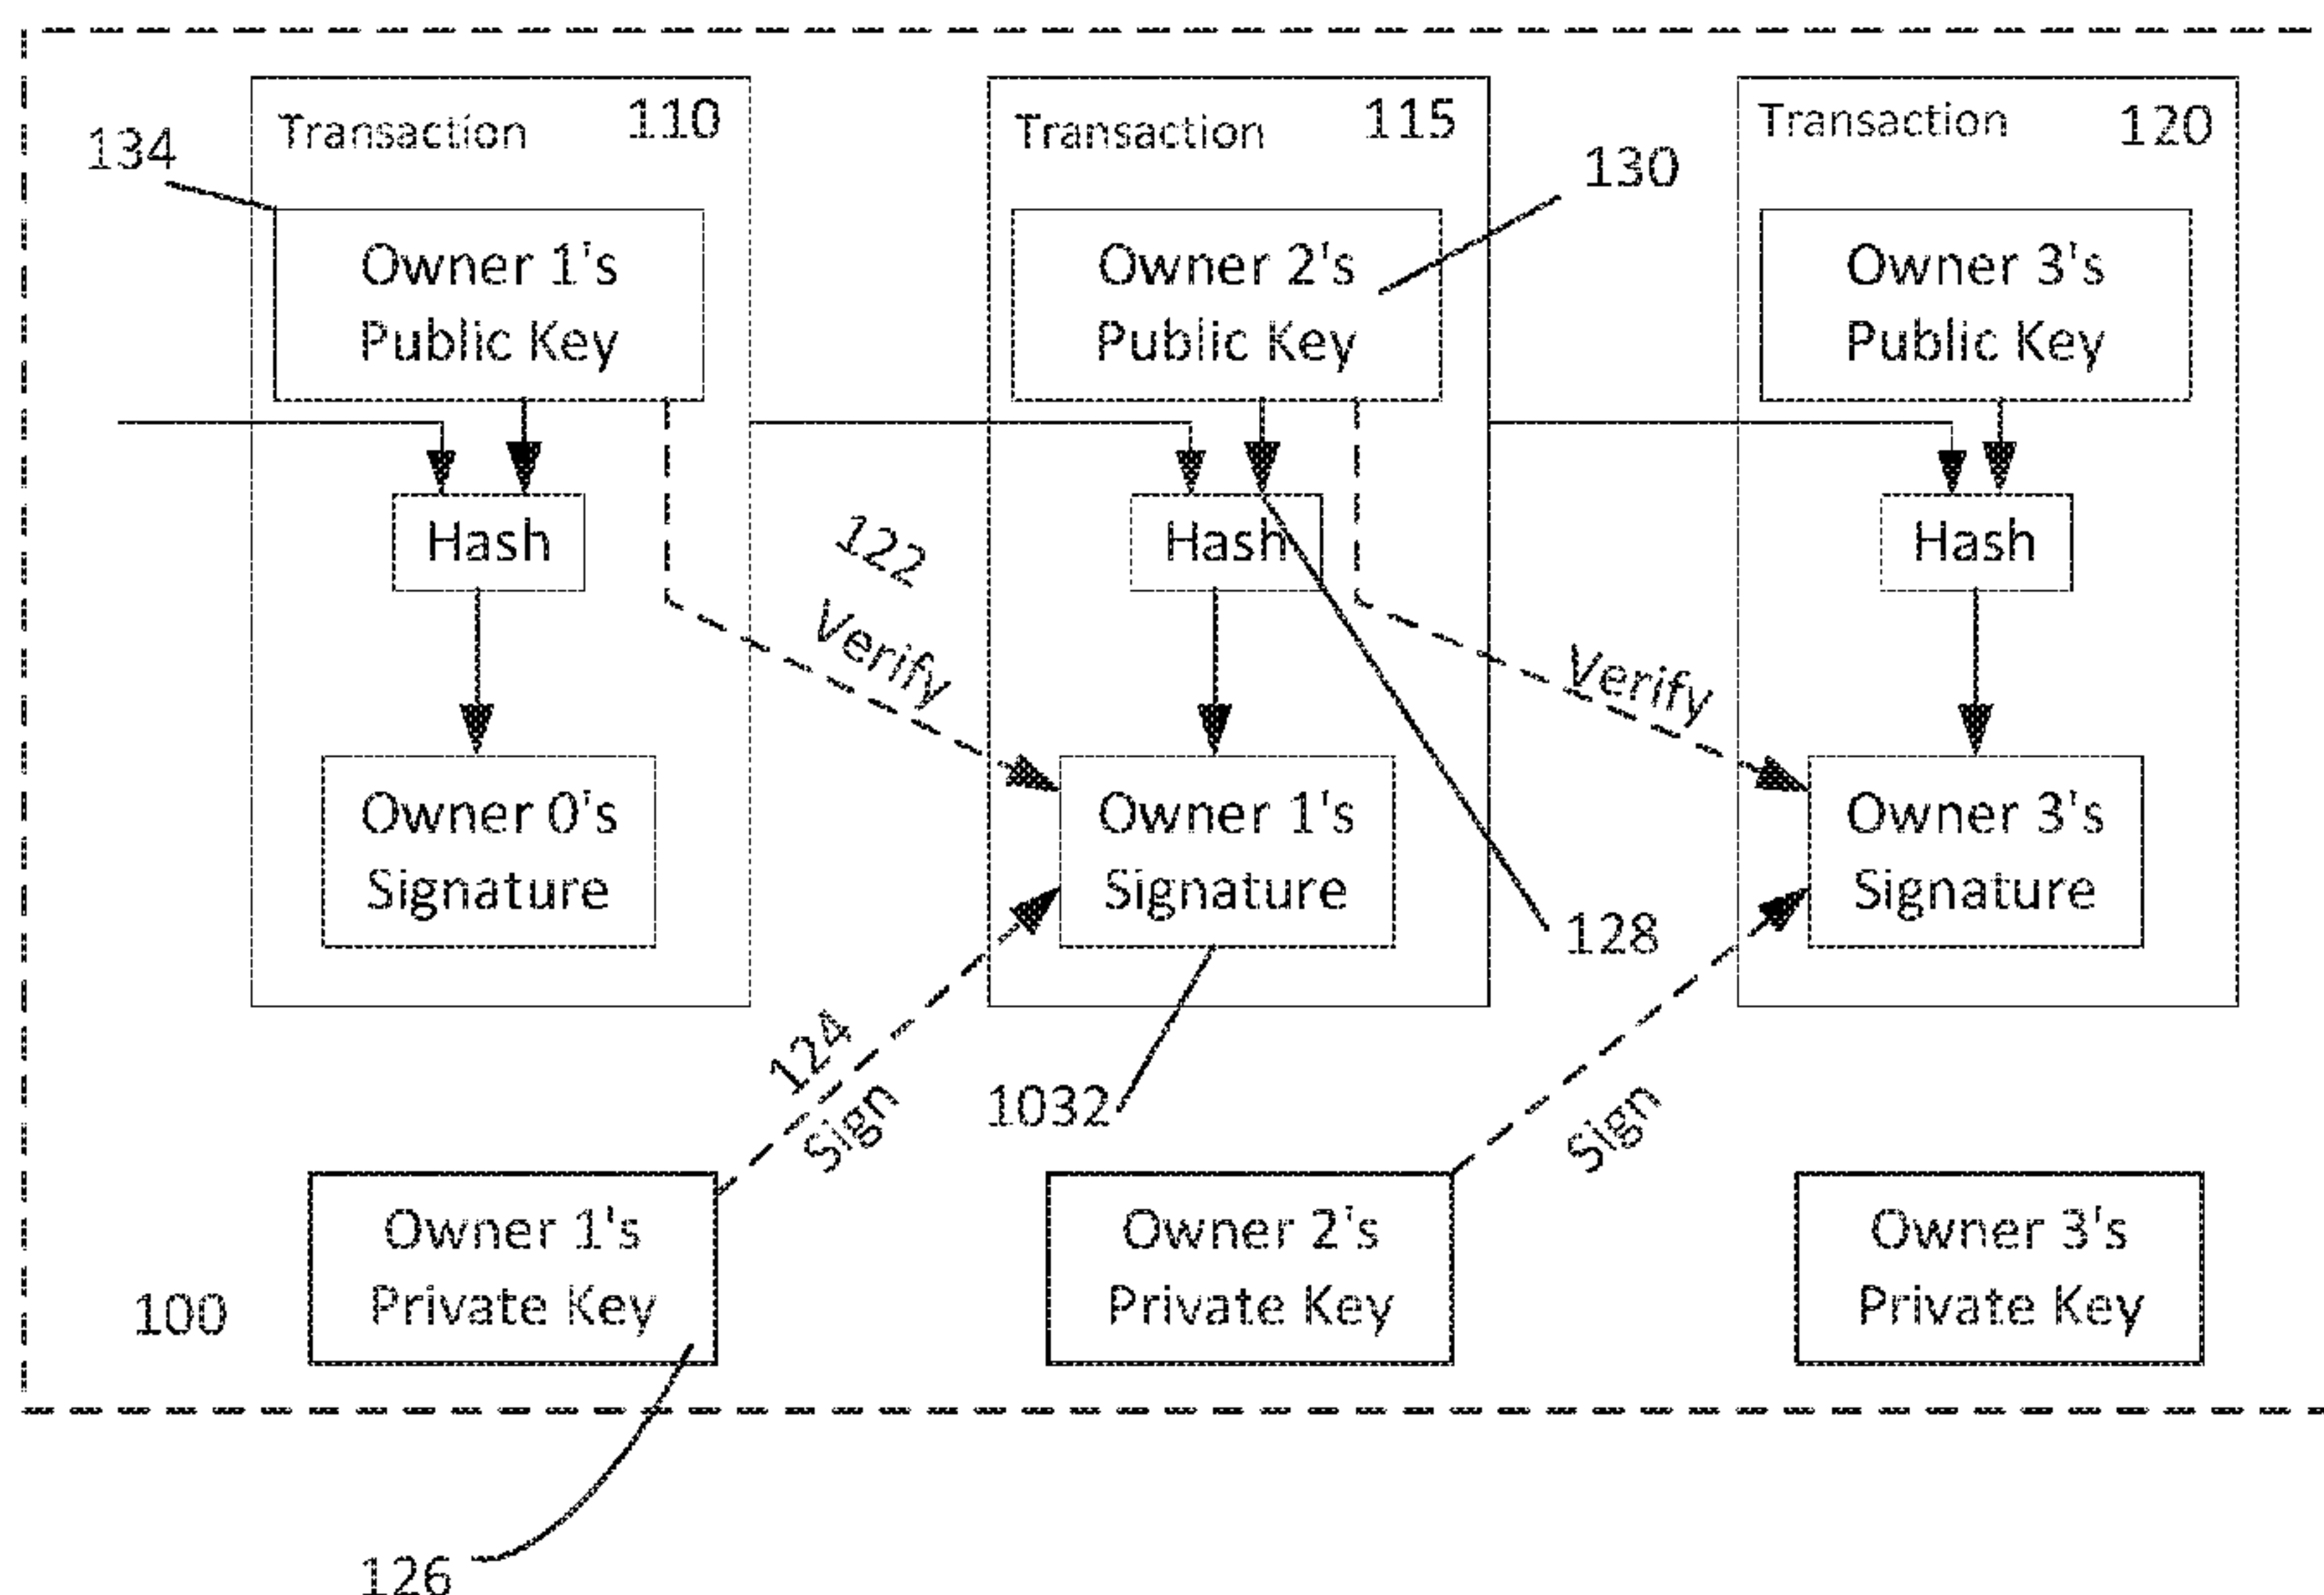 134
Transaction 110
Owner 1's
Public Key
Hash
Owner 0's
Signature
122
Verify
Transaction 115
130
Owner 2's
Public Key
Hash
Owner 1's
Signature
128
Verify
Transaction 120
Owner 3's
Public Key
Hash
Owner 3's
Signature
124
Sign
1032
Sign
100
Owner 1's
Private Key
Owner 2's
Private Key
Owner 3's
Private Key
126